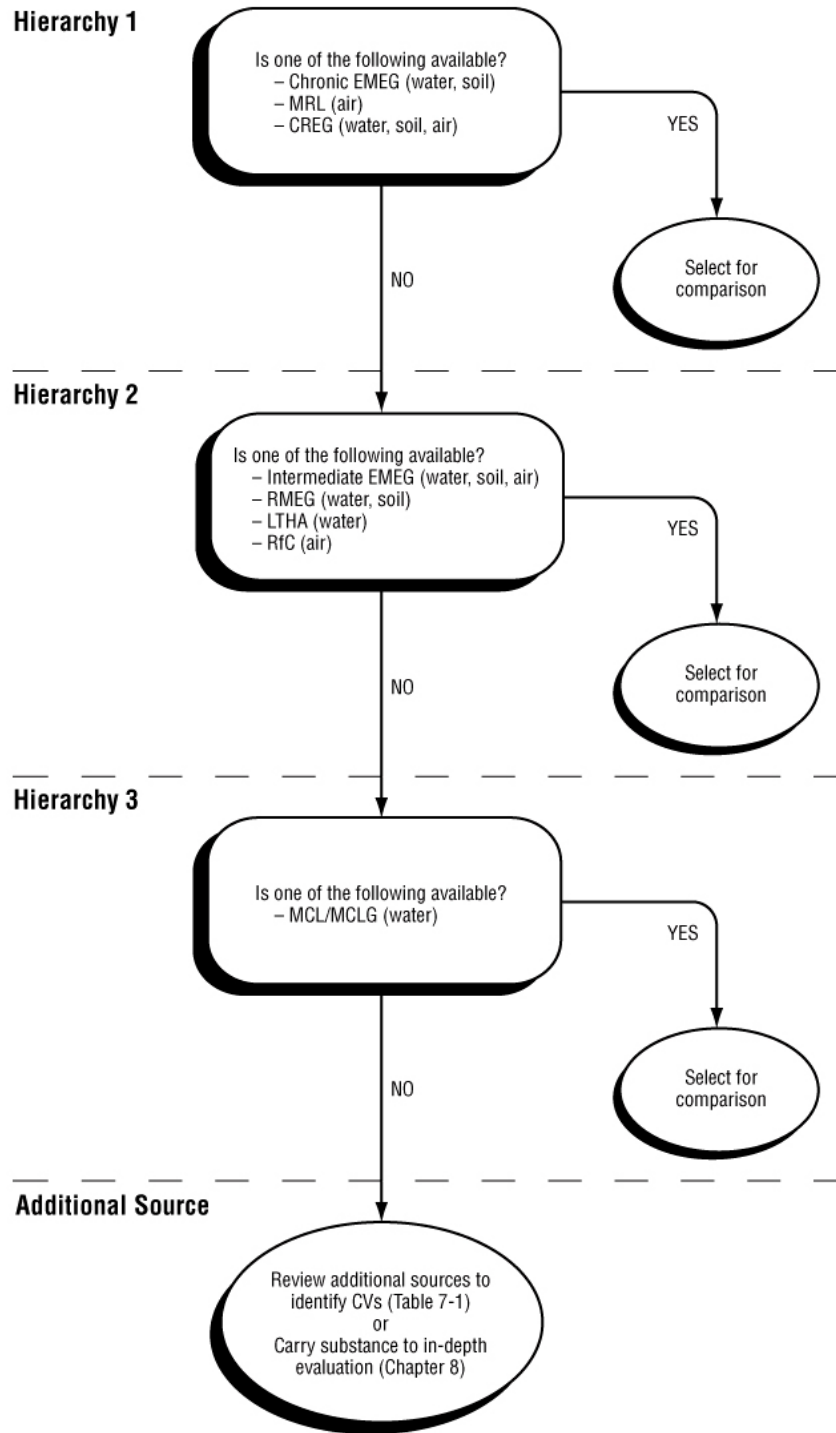 Hierarchy 1
Is one of the following available?
– Chronic EMEG (water, soil)
– MRL (air)
– CREG (water, soil, air)
YES
Select for
comparison
NO
Hierarchy 2
Is one of the following available?
– Intermediate EMEG (water, soil, air)
– RMEG (water, soil)
– LTHA (water)
– RfC (air)
YES
Select for
comparison
NO
Hierarchy 3
Is one of the following available?
– MCL/MCLG (water)
YES
Select for
comparison
NO
Additional Source
Review additional sources to
identify CVs (Table 7-1)
or
Carry substance to in-depth
evaluation (Chapter 8)